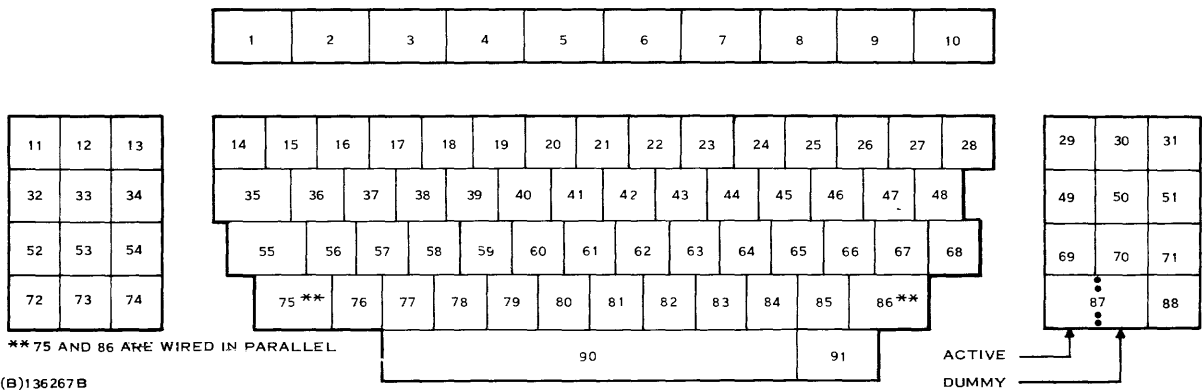 1 2 3 4 5 6 7 8 9 10
11 12 13 14 15 16 17 18 19 20 21 22 23 24 25 26 27 28 29 30 31
32 33 34 35 36 37 38 39 40 41 42 43 44 45 46 47 48 49 50 51
52 53 54 55 56 57 58 59 60 61 62 63 64 65 66 67 68 69 70 71
72 73 74 75** 76 77 78 79 80 81 82 83 84 85 86** 87 88
**75 AND 86 ARE WIRED IN PARALLEL
90 91
ACTIVE
(B)136267B
DUMMY